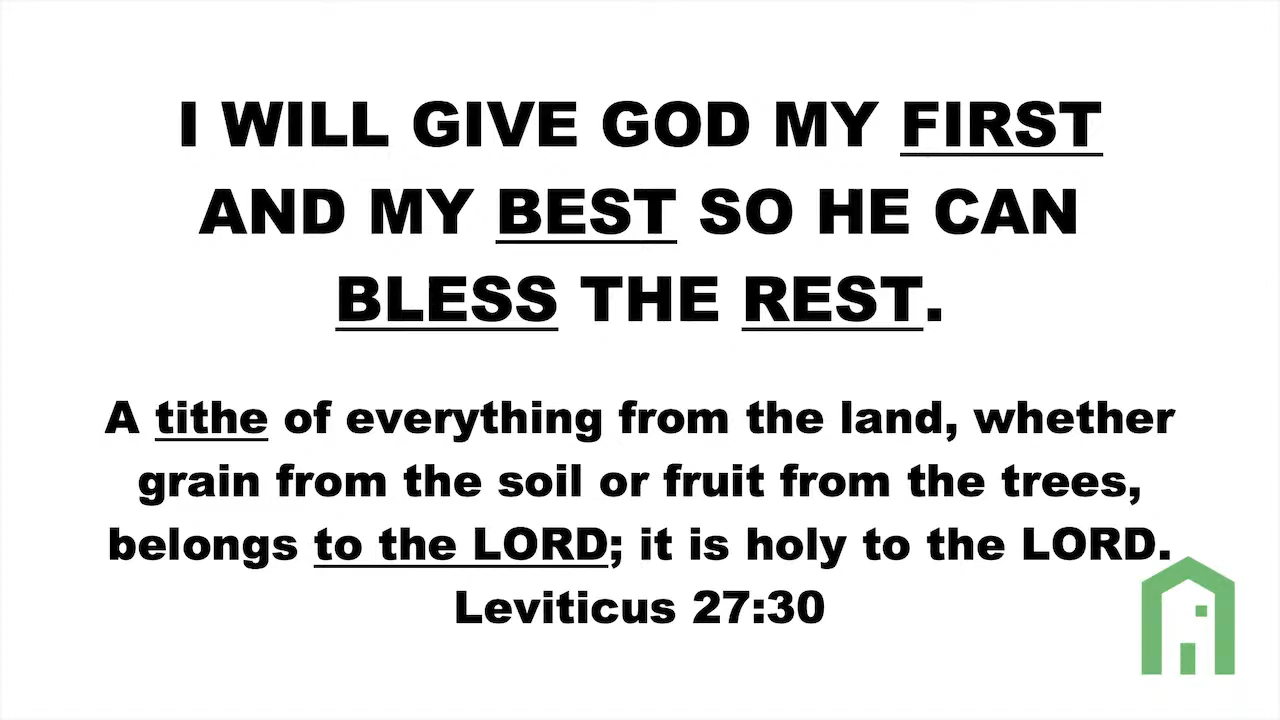 I WILL GIVE GOD MY FIRST
AND MY BEST SO HE CAN
BLESS THE REST.
A tithe of everything from the land, whether
grain from the soil or fruit from the trees,
belongs to the LORD; it is holy to the LORD.
Leviticus 27:30